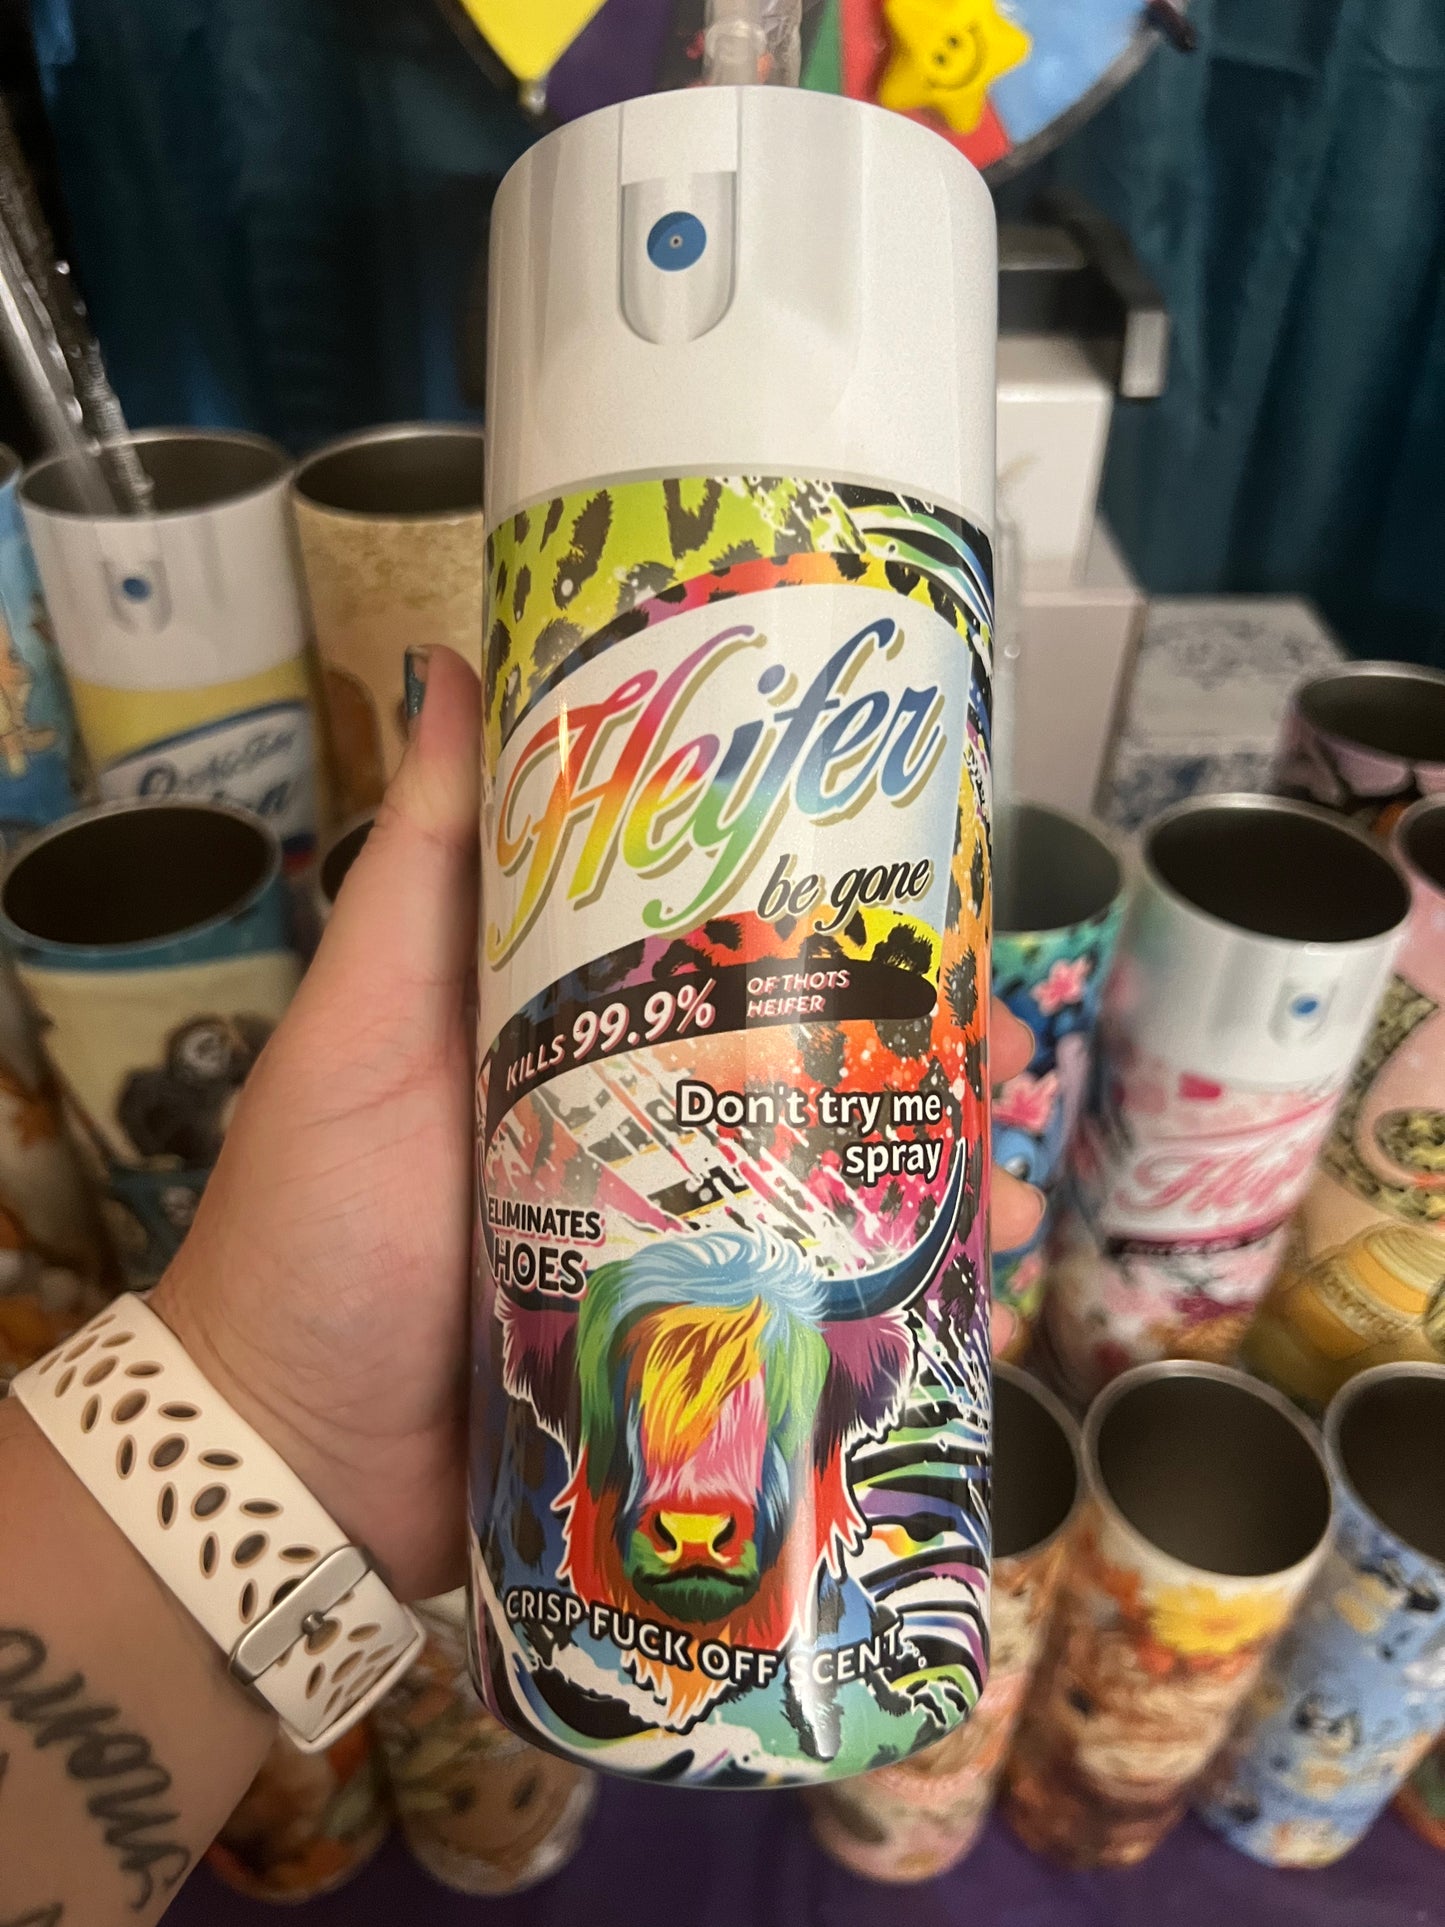 Heifer
be gone
KILLS 99.9% OF THOTS
HEIFER
Don't try me
spray
ELIMINATES
HOES
CRISP FUCK OFF SCENT